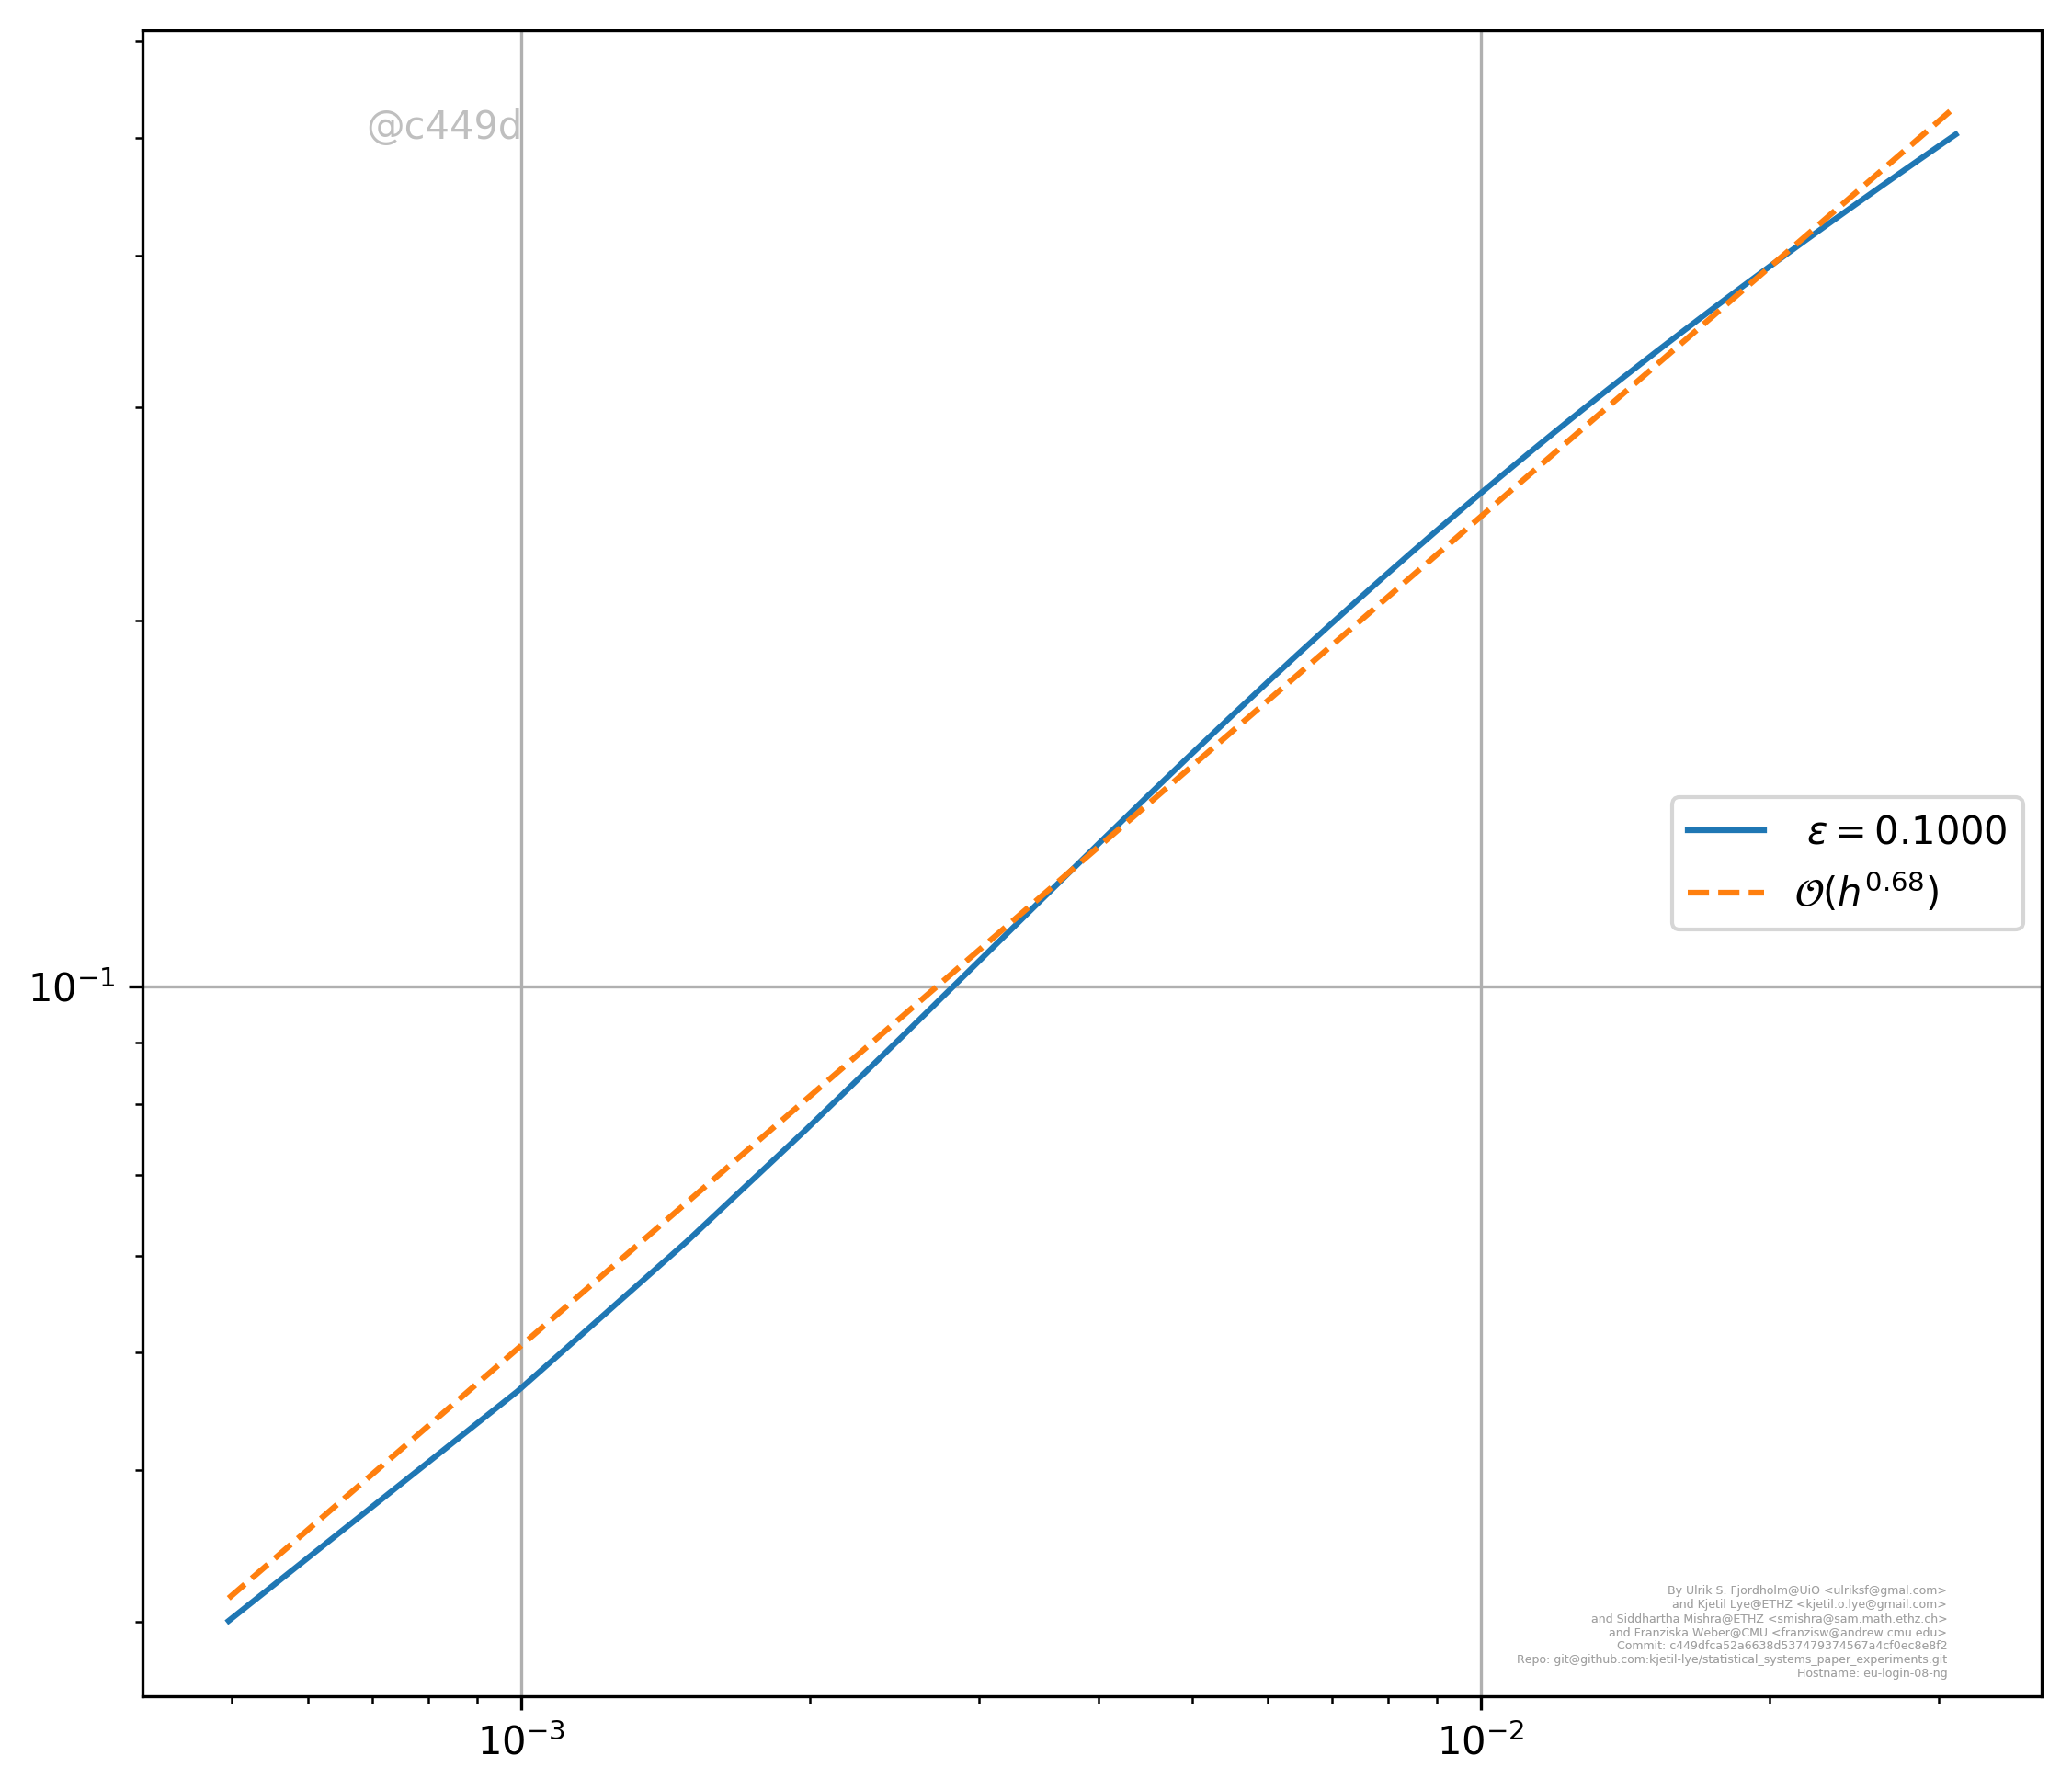 @c449d
10⁻¹
ε = 0.1000
𝒪(h⁰·⁶⁸)
By Ulrik S. Fjordholm@UiO <ulriksf@gmal.com>
and Kjetil Lye@ETHZ <kjetil.o.lye@gmail.com>
and Siddhartha Mishra@ETHZ <smishra@sam.math.ethz.ch>
and Franziska Weber@CMU <franzisw@andrew.cmu.edu>
Commit: c449dfca52a6638d537479374567a4cf0ec8e8f2
Repo: git@github.com:kjetil-lye/statistical_systems_paper_experiments.git
Hostname: eu-login-08-ng
10⁻³ 10⁻²